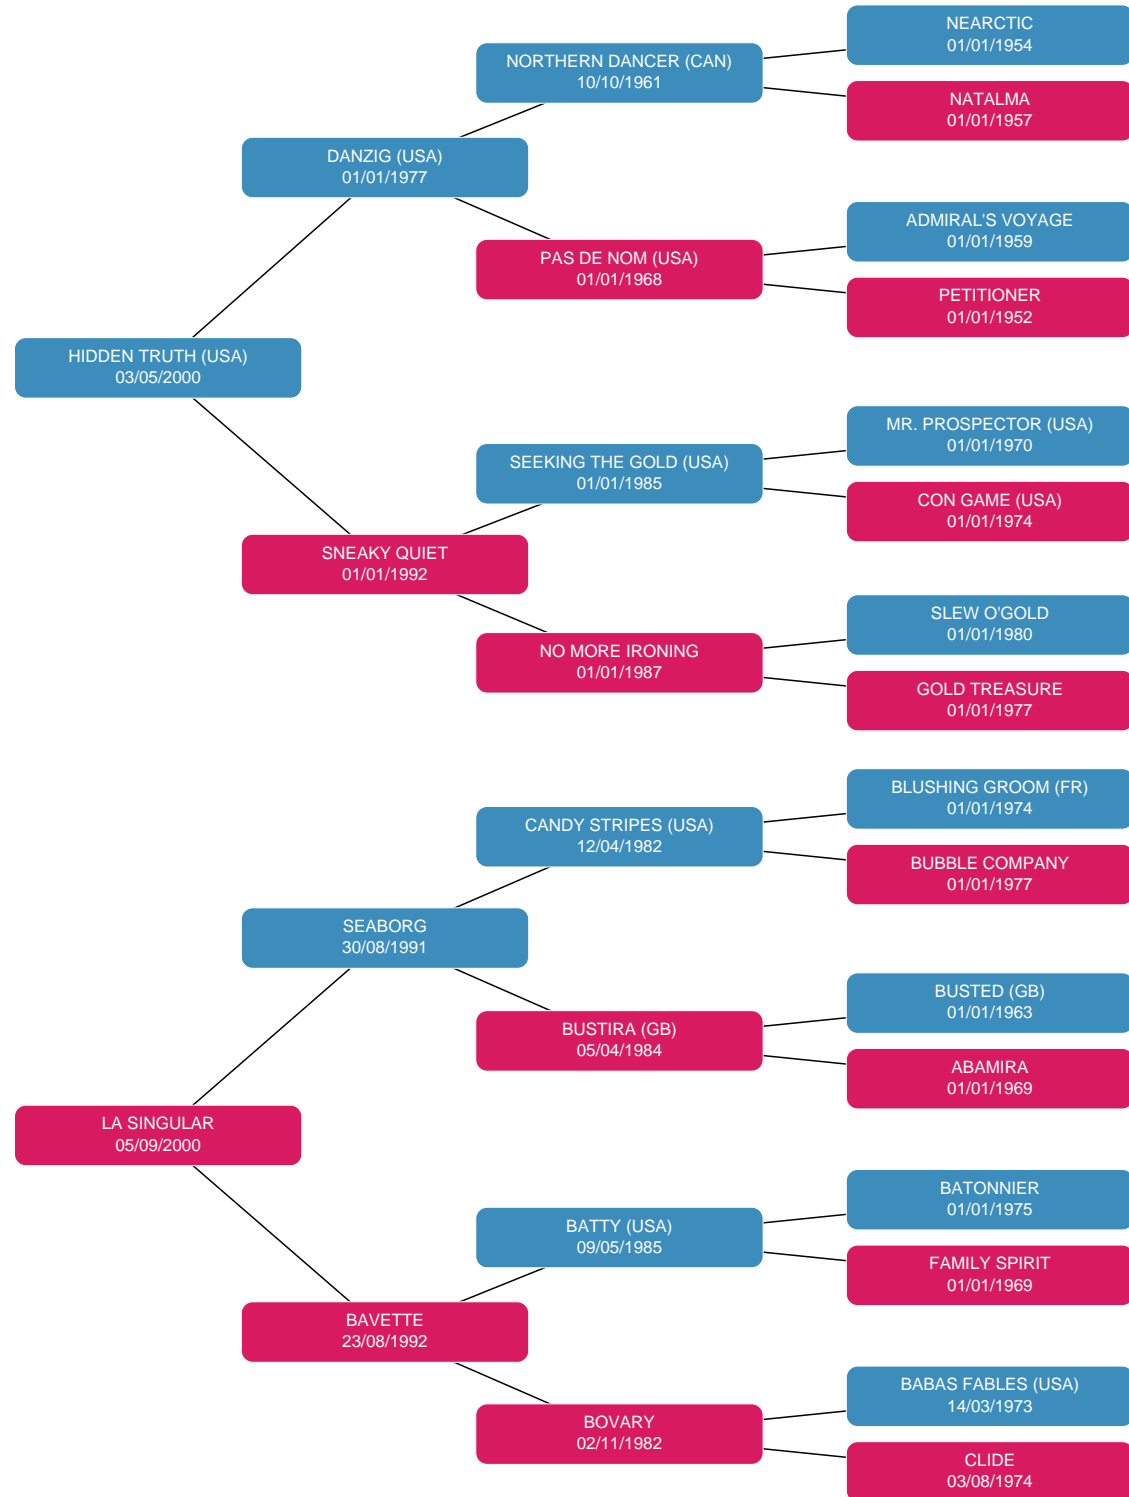 NEARCTIC
01/01/1954
NORTHERN DANCER (CAN)
10/10/1961
NATALMA
01/01/1957
DANZIG (USA)
01/01/1977
ADMIRAL'S VOYAGE
01/01/1959
PAS DE NOM (USA)
01/01/1968
PETITIONER
01/01/1952
HIDDEN TRUTH (USA)
03/05/2000
MR. PROSPECTOR (USA)
01/01/1970
SEEKING THE GOLD (USA)
01/01/1985
CON GAME (USA)
01/01/1974
SNEAKY QUIET
01/01/1992
SLEW O'GOLD
01/01/1980
NO MORE IRONING
01/01/1987
GOLD TREASURE
01/01/1977
BLUSHING GROOM (FR)
01/01/1974
CANDY STRIPES (USA)
12/04/1982
BUBBLE COMPANY
01/01/1977
SEABORG
30/08/1991
BUSTED (GB)
01/01/1963
BUSTIRA (GB)
05/04/1984
ABAMIRA
01/01/1969
LA SINGULAR
05/09/2000
BATONNIER
01/01/1975
BATTY (USA)
09/05/1985
FAMILY SPIRIT
01/01/1969
BAVETTE
23/08/1992
BABAS FABLES (USA)
14/03/1973
BOVARY
02/11/1982
CLIDE
03/08/1974